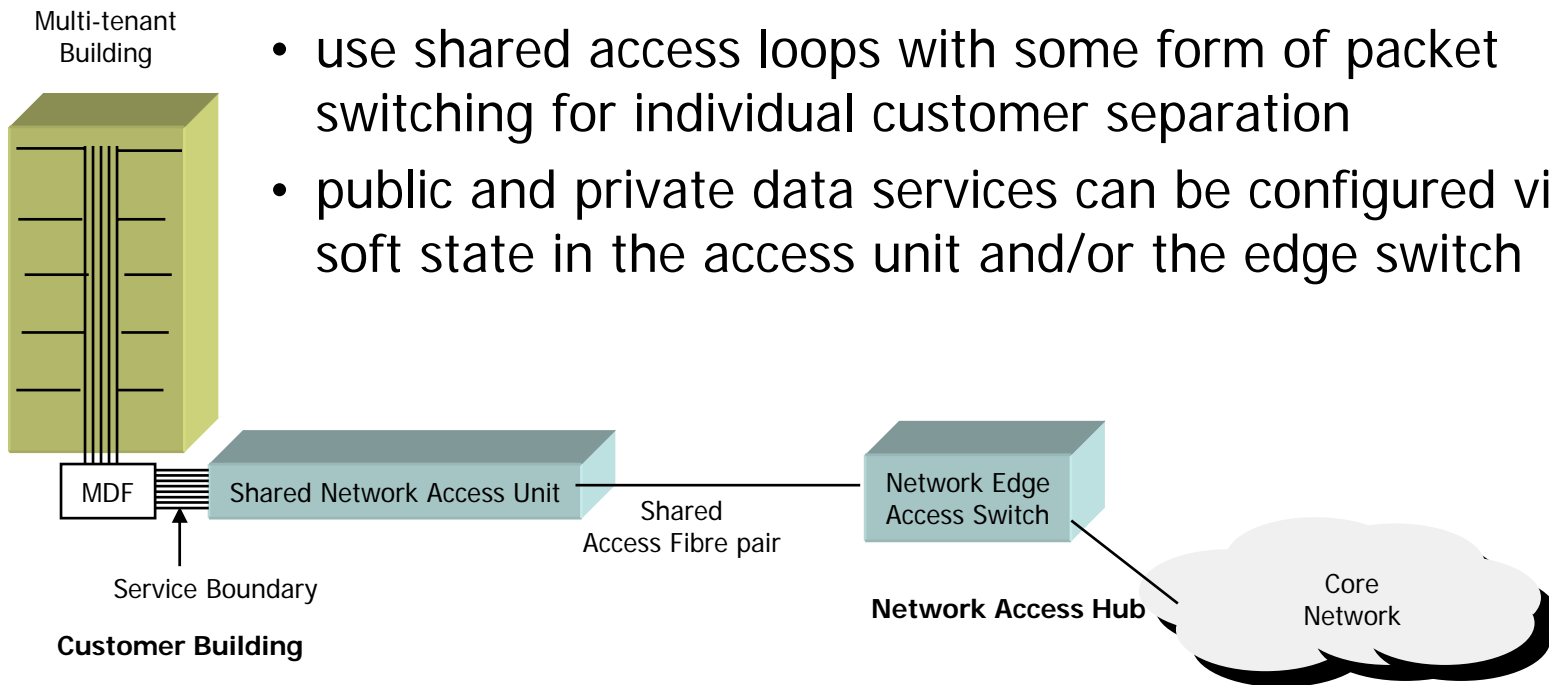 Multi-tenant
Building
• use shared access loops with some form of packet
switching for individual customer separation
• public and private data services can be configured vi
soft state in the access unit and/or the edge switch
MDF
Shared Network Access Unit
Shared
Access Fibre pair
Network Edge
Access Switch
Service Boundary
Customer Building
Network Access Hub
Core
Network